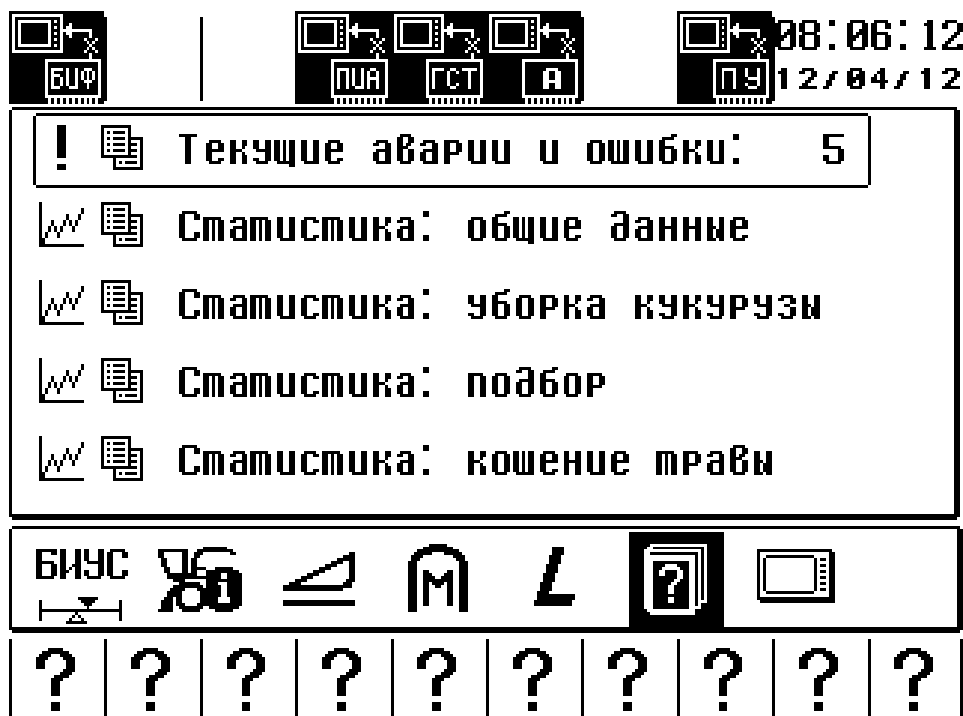 БИФ ПИА ГСТ А ПУ 08:06:12
12/04/12
! Текущие аварии и ошибки: 5
Статистика: общие данные
Статистика: уборка кукурузы
Статистика: подбор
Статистика: кошение травы
БИУС i M L ?
? ? ? ? ? ? ? ? ? ?